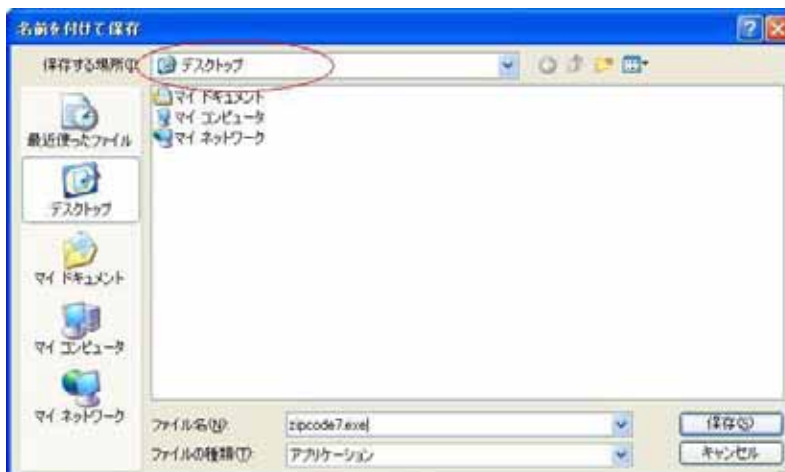 名前を付けて保存
保存する場所(I):
デスクトップ
マイ ドキュメント
マイ コンピュータ
マイ ネットワーク
最近使ったファイル
デスクトップ
マイ ドキュメント
マイ コンピュータ
マイ ネットワーク
ファイル名(N):
zipcode7.exe
保存(S)
ファイルの種類(T):
アプリケーション
キャンセル